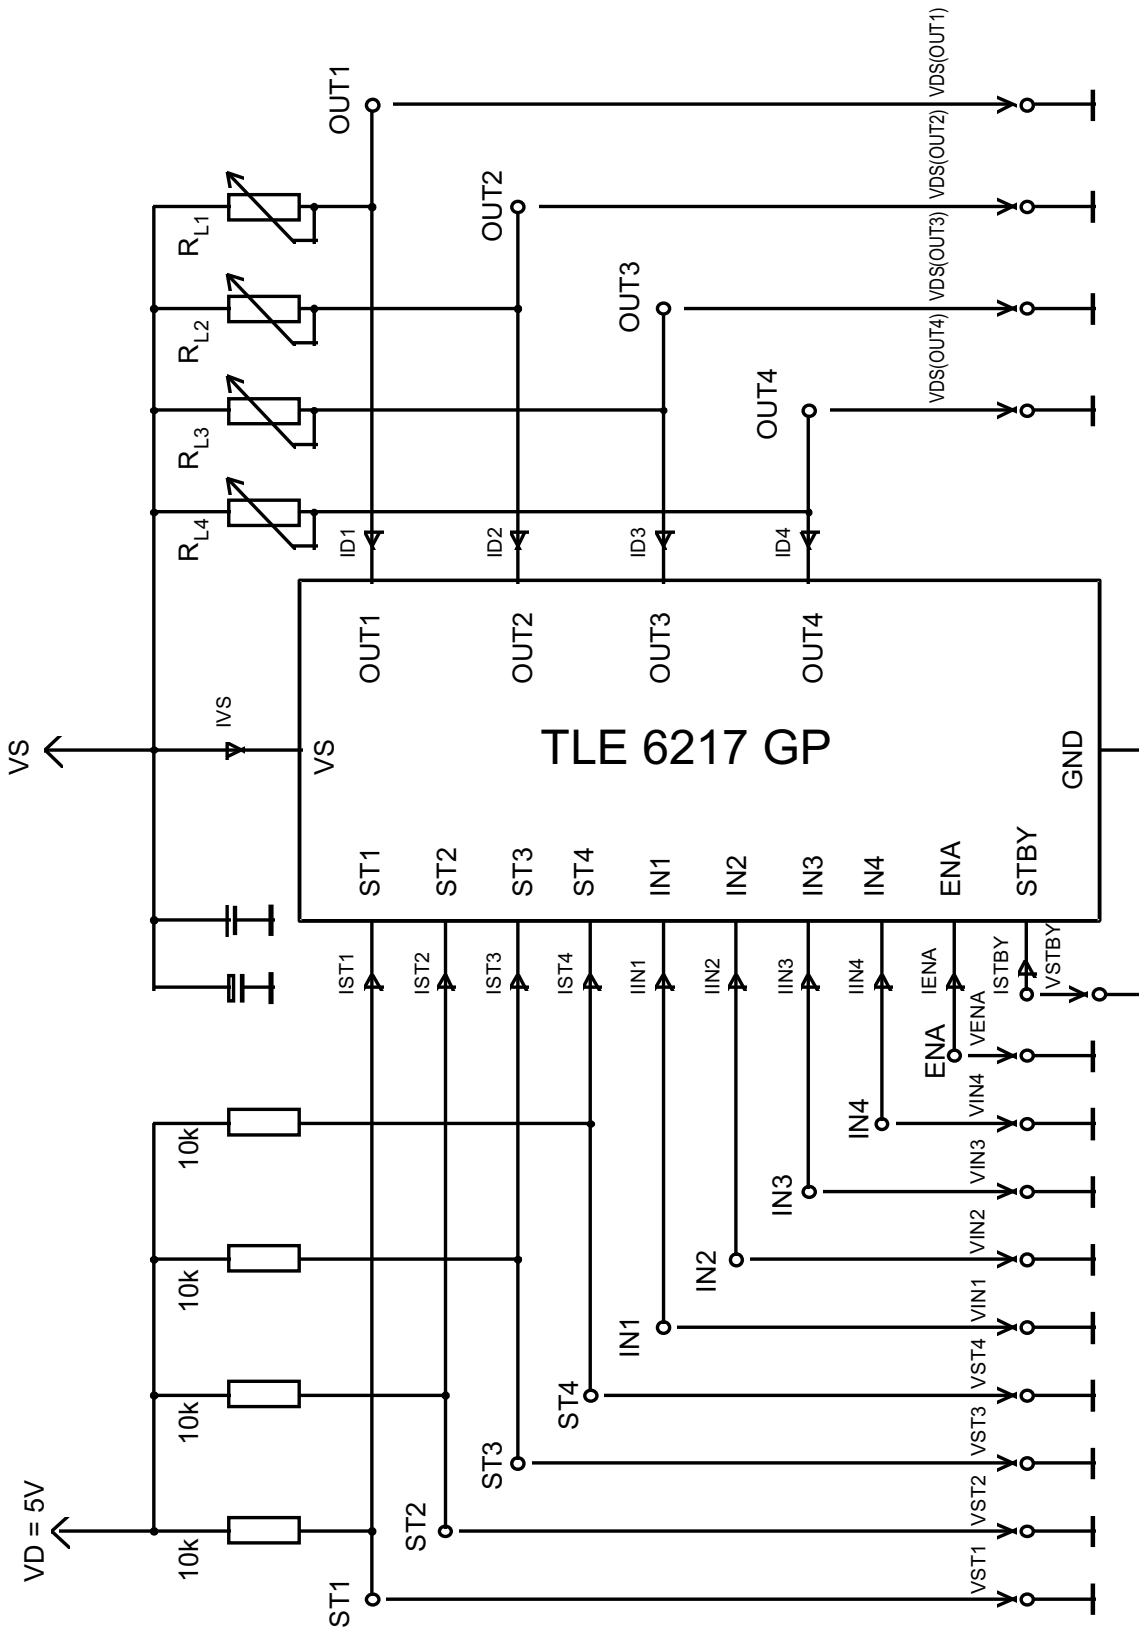 VD = 5V
VS
10k
10k
10k
10k
R_L4
R_L3
R_L2
R_L1
IVS
VS
ST1
IST1
ST1
OUT1
ID1
OUT1
ST2
IST2
ST2
OUT2
ID2
OUT2
ST3
IST3
ST3
OUT3
ID3
OUT3
ST4
IST4
ST4
TLE 6217 GP
IN1
IIN1
IN1
IN2
IIN2
IN2
OUT4
ID4
OUT4
IN3
IIN3
IN3
IN4
IIN4
IN4
ENA
IENA
ENA
ISTBY
STBY
VSTBY
GND
VST1
VST2
VST3
VST4
VIN1
VIN2
VIN3
VIN4
VENA
VDS(OUT4)
VDS(OUT3)
VDS(OUT2)
VDS(OUT1)